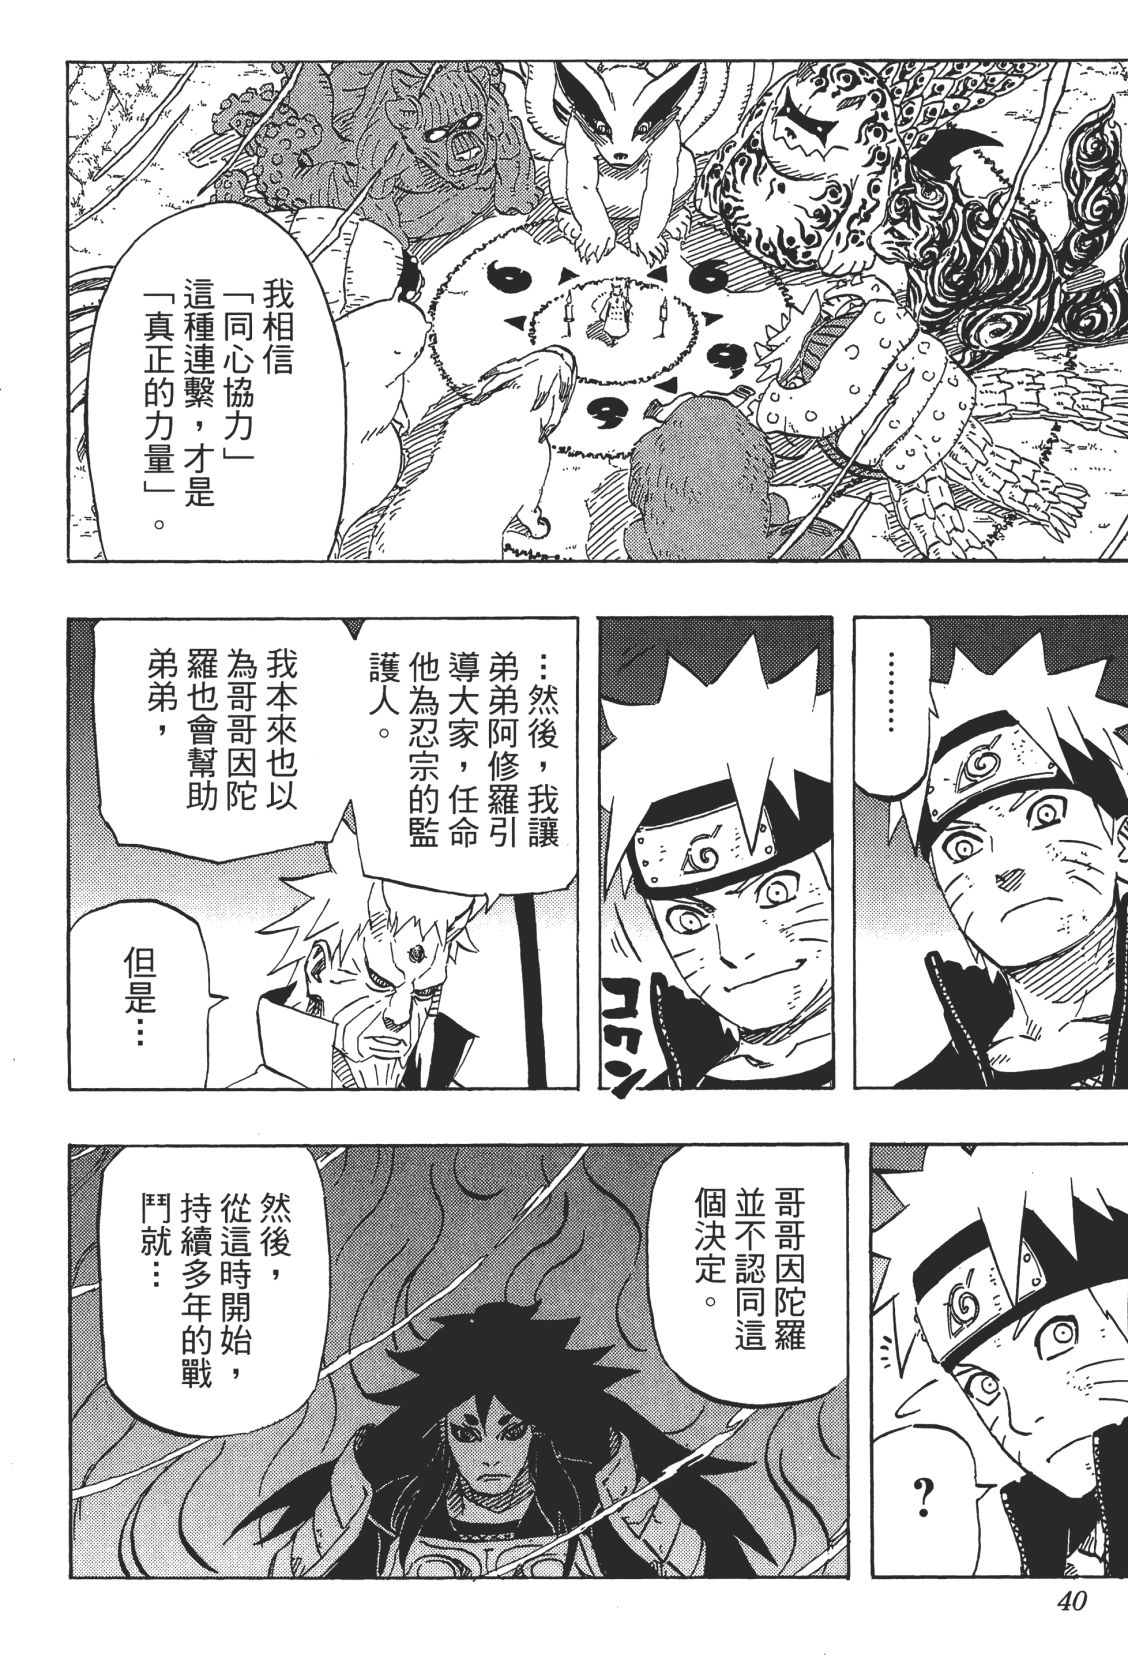 我相信
「同心協力」
這種連繫，才是
「真正的力量」。
………
コクン
…然後，我讓
弟弟阿修羅引
導大家，任命
他為忍宗的監
護人。
我本來也以
為哥哥因陀
羅也會幫助
弟弟，
但是…
？
哥哥因陀羅
並不認同這
個決定。
然後，
從這時開始，
持續多年的戰
鬥就…
40